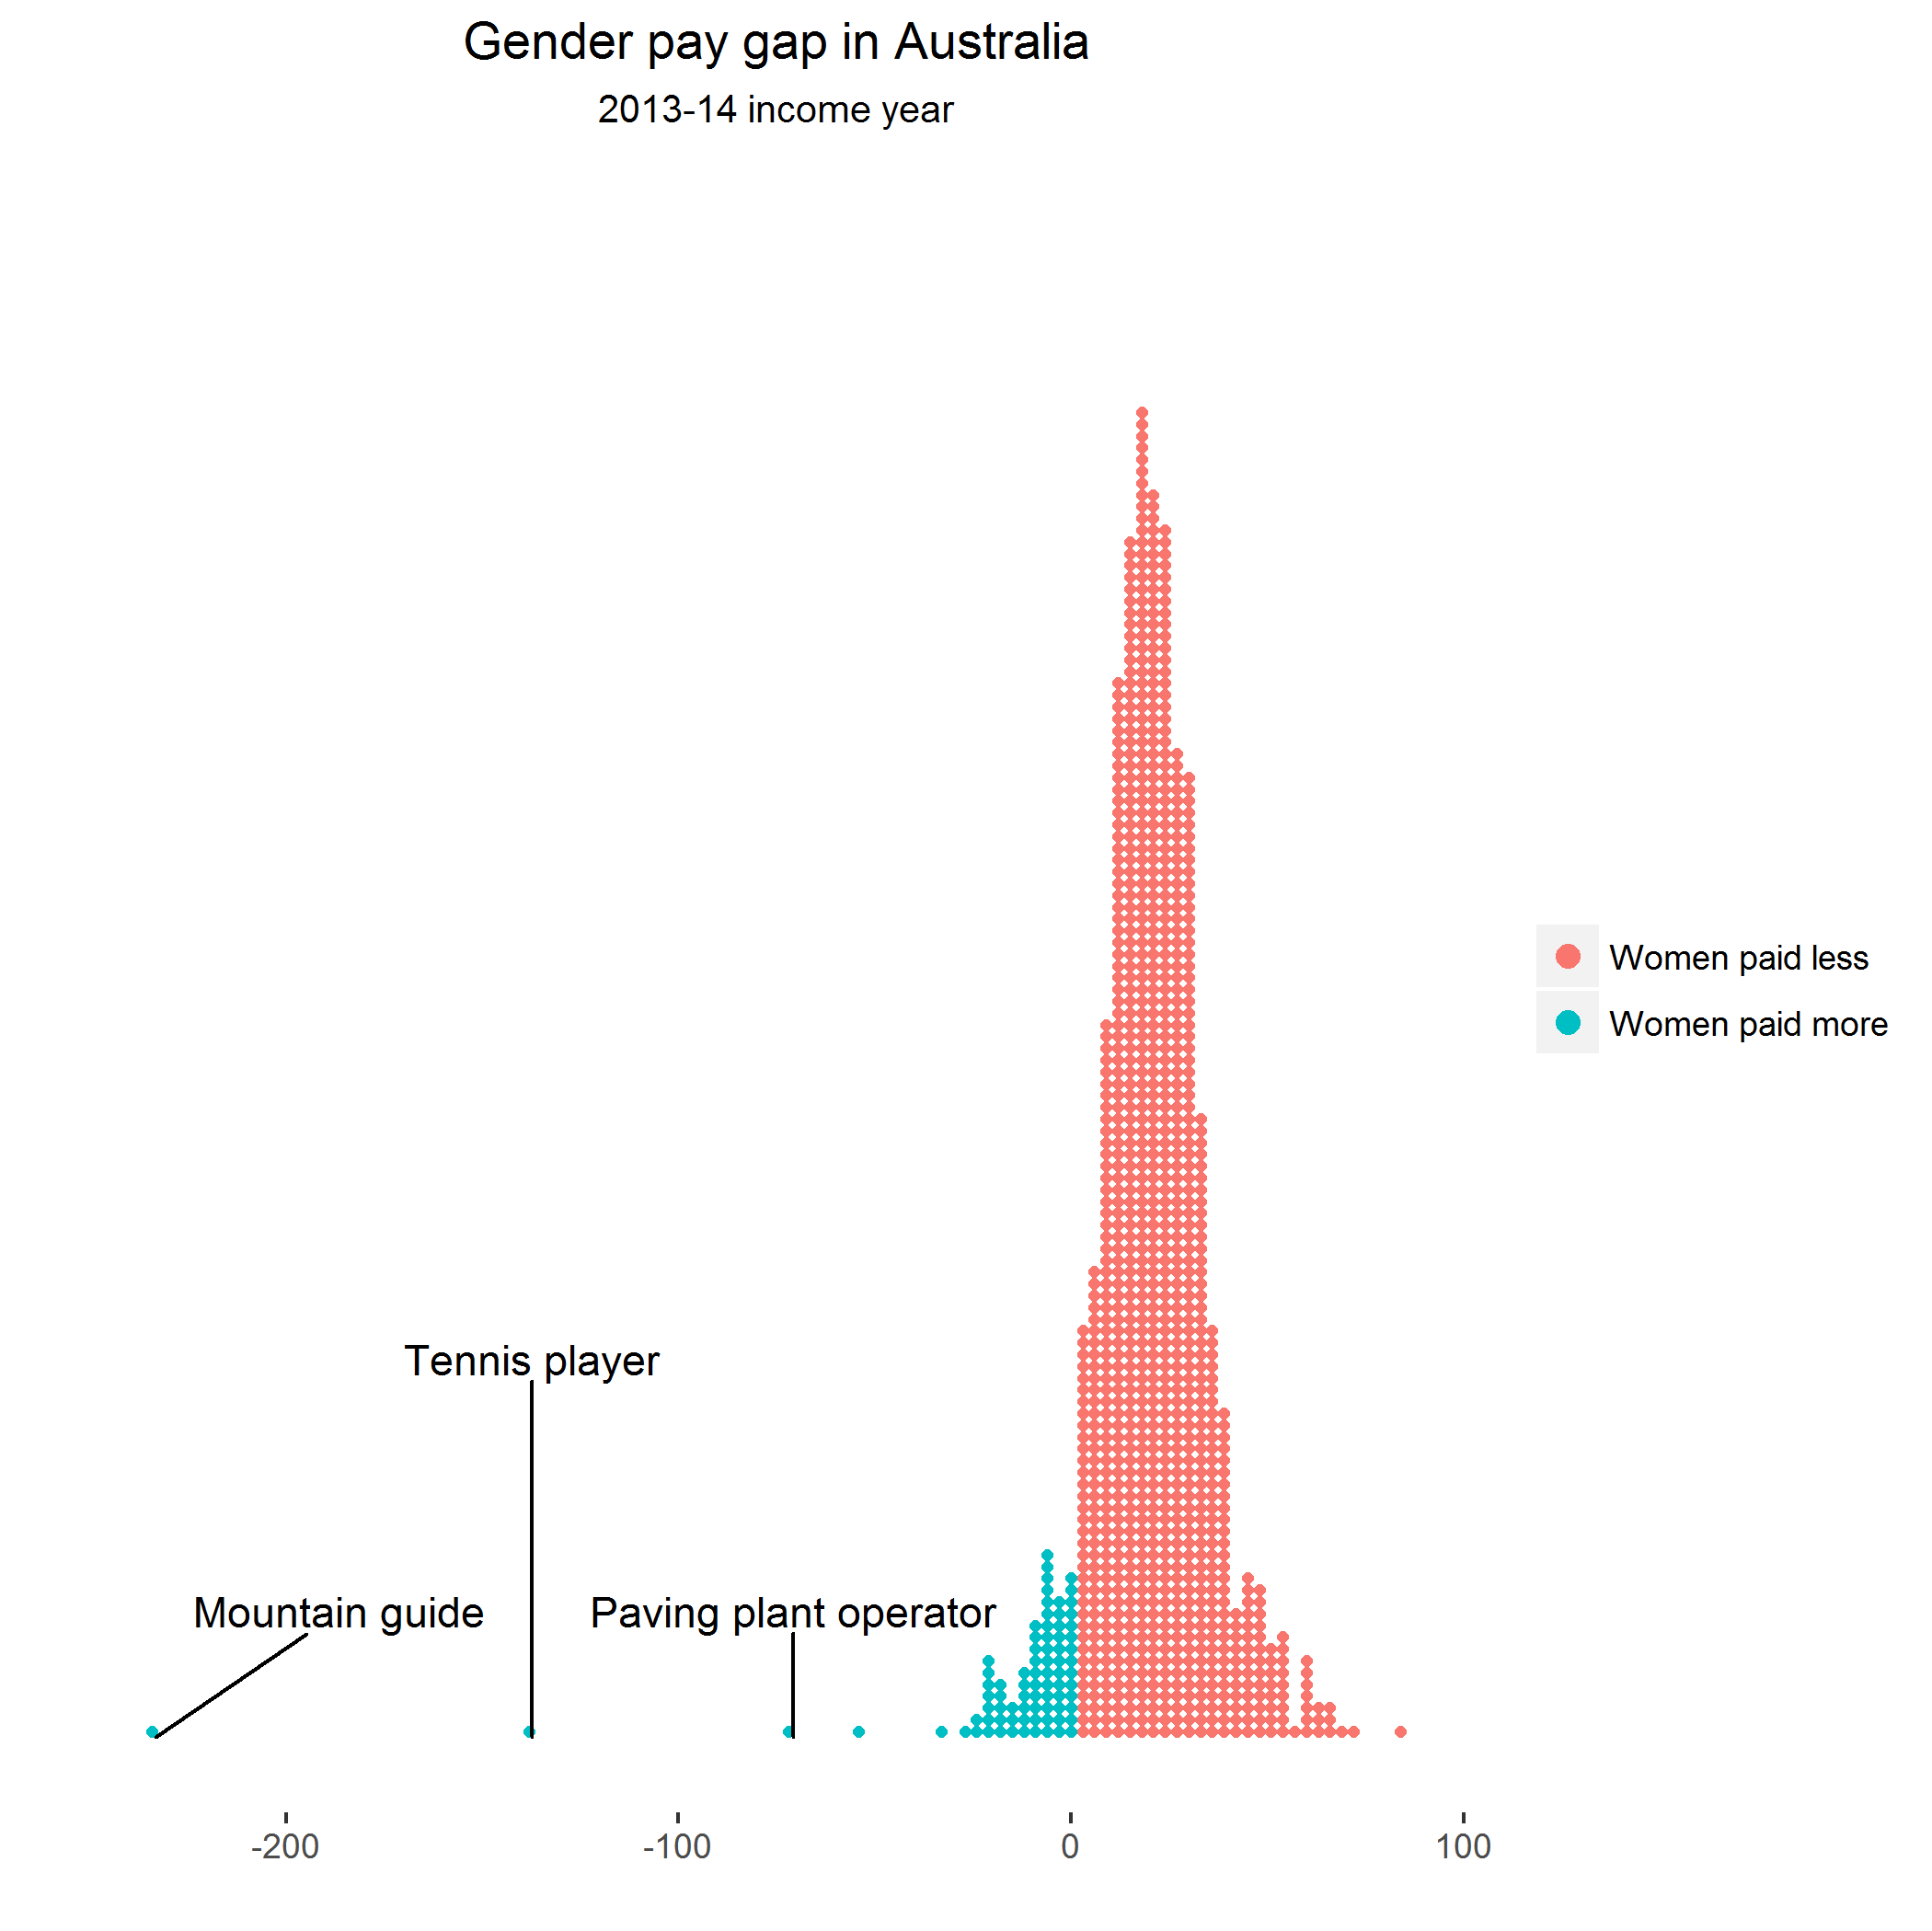 Gender pay gap in Australia
2013-14 income year
Women paid less
Women paid more
Tennis player
Mountain guide
Paving plant operator
-200
-100
0
100